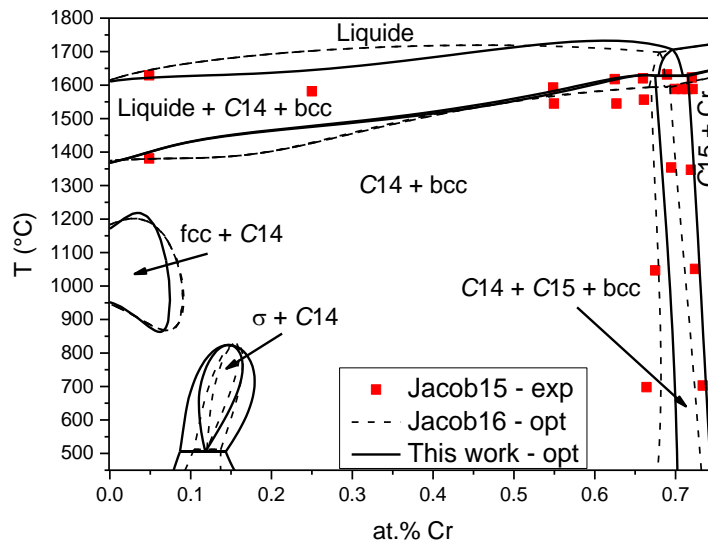 1800
1700
1600
1500
1400
1300
1200
1100
1000
900
800
700
600
500
T (°C)
Liquide
Liquide + C14 + bcc
C15 + Cr
C14 + bcc
fcc + C14
C14 + C15 + bcc
σ + C14
Jacob15 - exp
Jacob16 - opt
This work - opt
0.0 0.1 0.2 0.3 0.4 0.5 0.6 0.7
at.% Cr